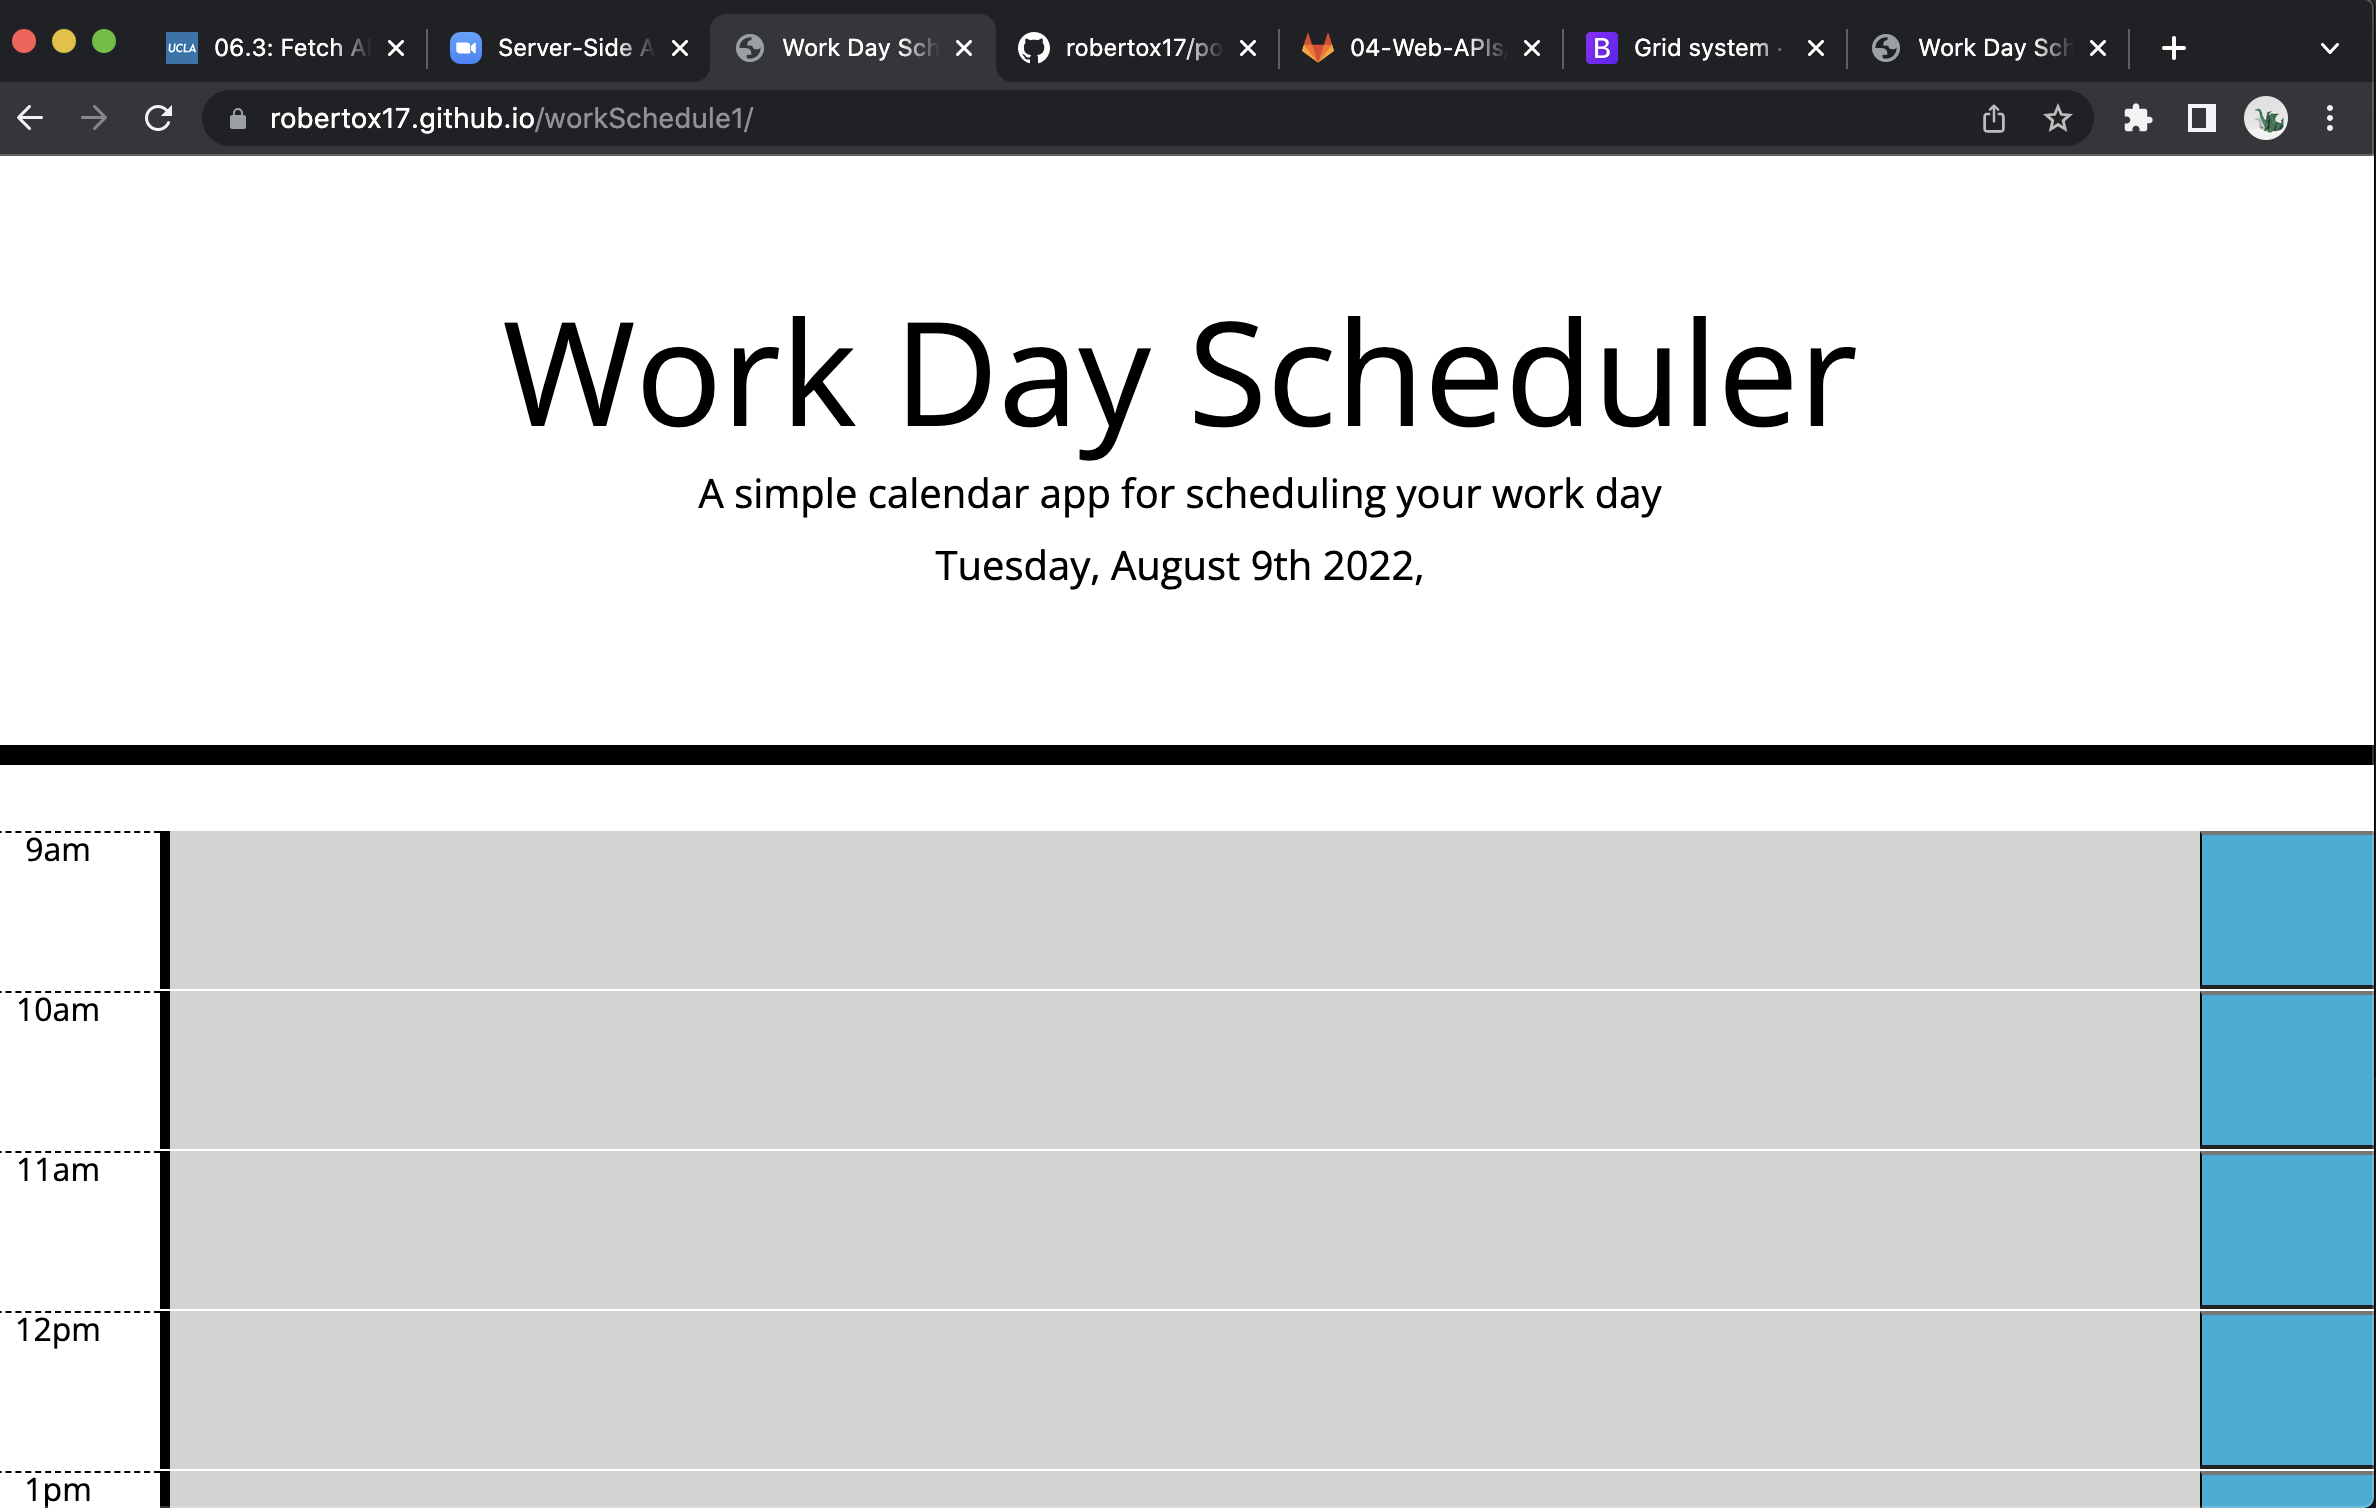 UCLA 06.3: Fetch A
Server-Side A
Work Day Sch
robertox17/po
04-Web-APIs
B Grid system ·
Work Day Sch
robertox17.github.io/workSchedule1/
Work Day Scheduler
A simple calendar app for scheduling your work day
Tuesday, August 9th 2022,
9am
10am
11am
12pm
1pm